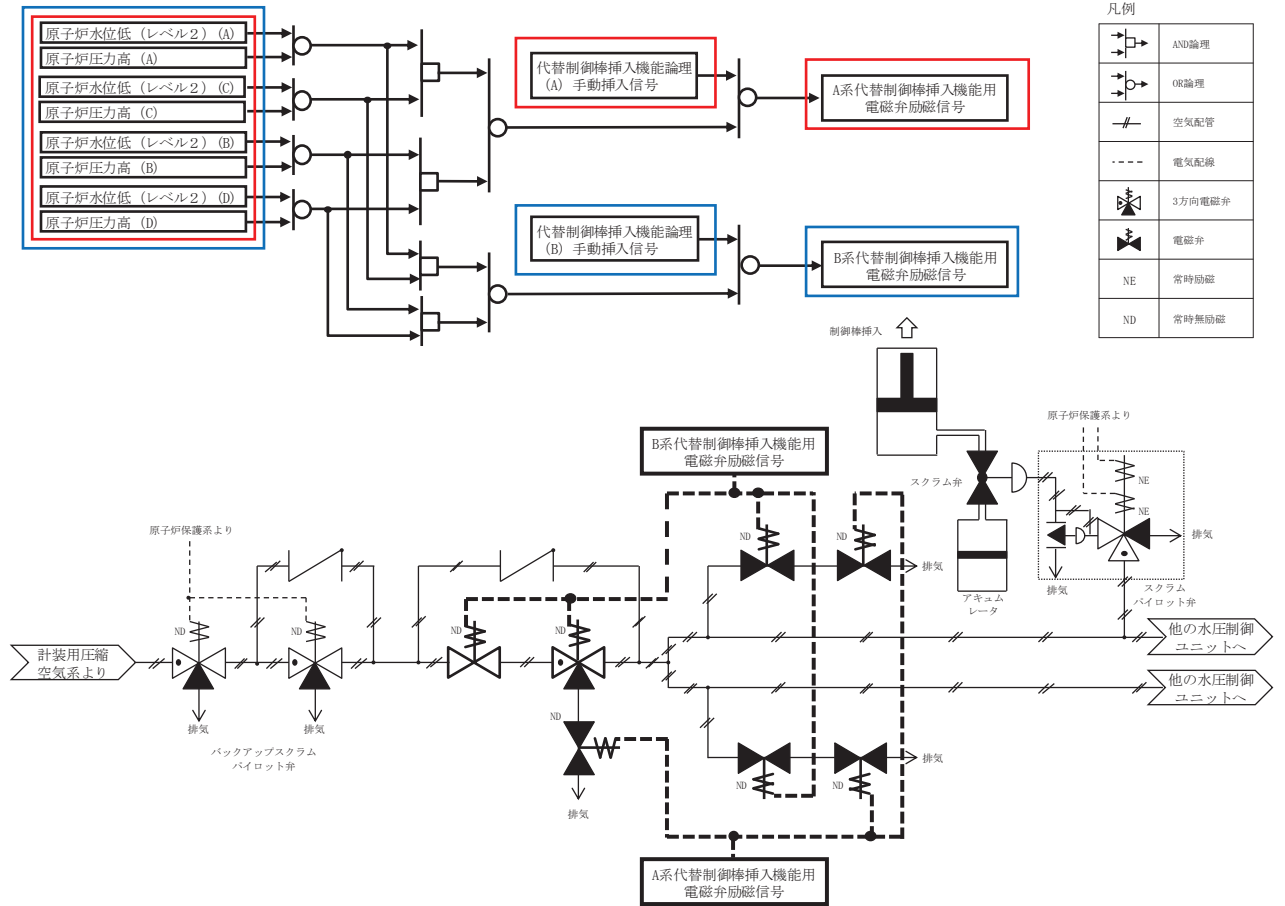 原子炉水位低（レベル２）(A)
原子炉圧力高（A）
原子炉水位低（レベル２）(C)
原子炉圧力高（C）
原子炉水位低（レベル２）(B)
原子炉圧力高（B）
原子炉水位低（レベル２）(D)
原子炉圧力高（D）
代替制御棒挿入機能論理
（A）手動挿入信号
A系代替制御棒挿入機能用
電磁弁励磁信号
代替制御棒挿入機能論理
（B）手動挿入信号
B系代替制御棒挿入機能用
電磁弁励磁信号
凡例
AND論理
OR論理
空気配管
電気配線
3方向電磁弁
電磁弁
NE
常時励磁
ND
常時無励磁
制御棒挿入
原子炉保護系より
スクラム弁
NE
NE
排気
排気
スクラム
パイロット弁
アキュム
レータ
B系代替制御棒挿入機能用
電磁弁励磁信号
原子炉保護系より
ND
ND
ND
ND
ND
ND
排気
計装用圧縮
空気系より
排気
排気
バックアップスクラム
パイロット弁
ND
排気
他の水圧制御
ユニットへ
他の水圧制御
ユニットへ
ND
ND
排気
A系代替制御棒挿入機能用
電磁弁励磁信号